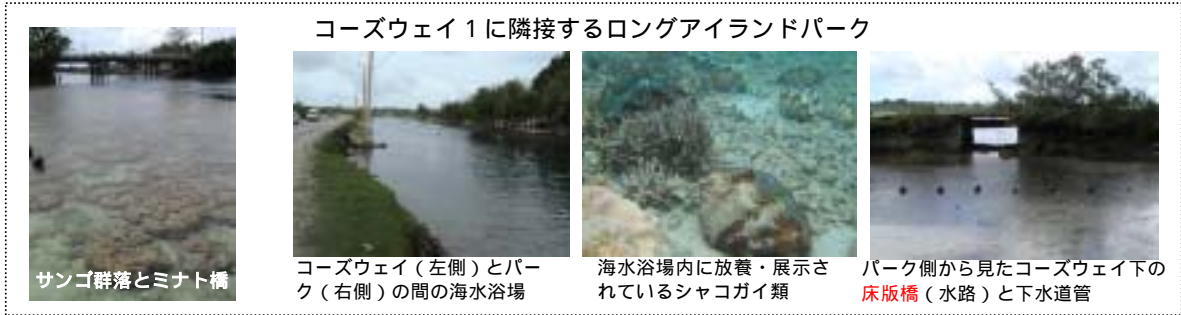 コーズウェイ１に隣接するロングアイランドパーク
サンゴ群落とミナト橋
コーズウェイ（左側）とパー
ク（右側）の間の海水浴場
海水浴場内に放養・展示さ
れているシャコガイ類
パーク側から見たコーズウェイ下の
床版橋（水路）と下水道管